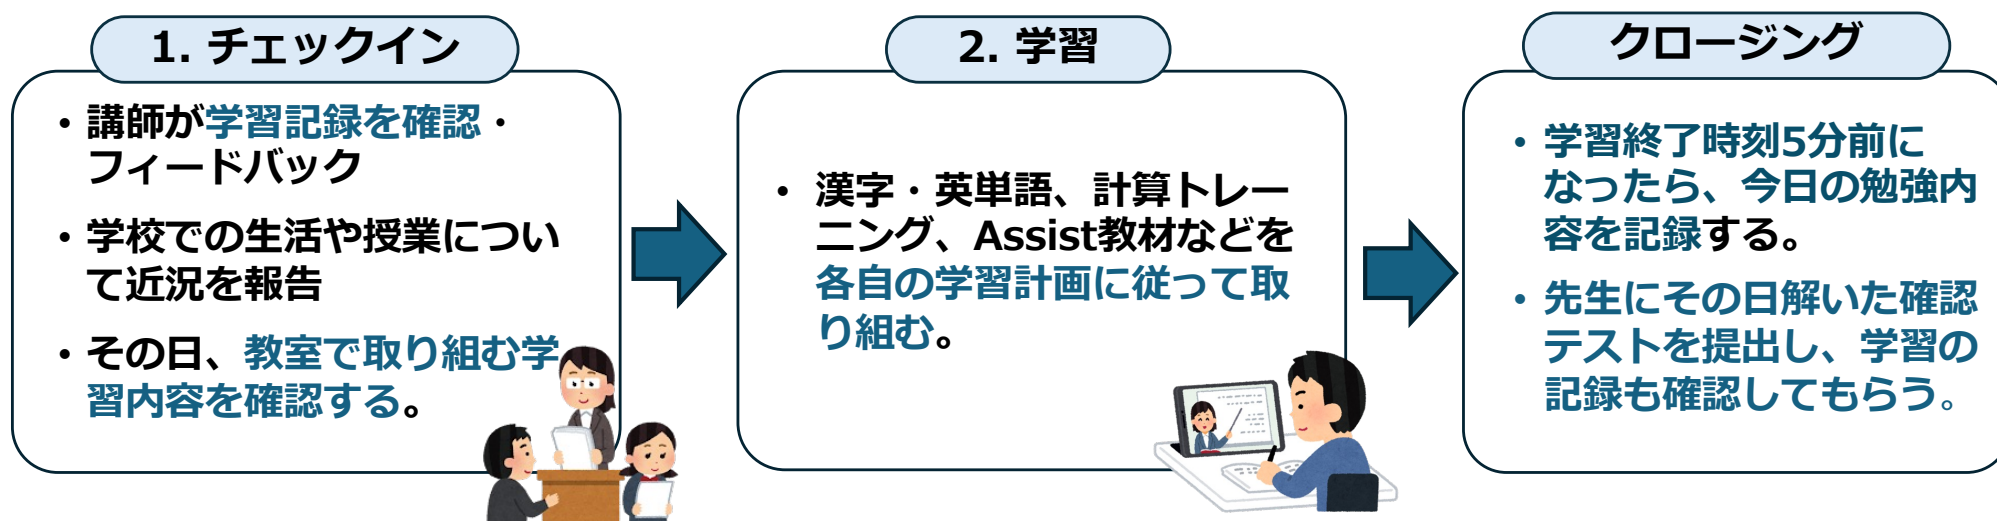 1. チェックイン
・講師が学習記録を確認・
フィードバック
・学校での生活や授業につい
て近況を報告
・その日、教室で取り組む学
習内容を確認する。
2. 学習
・ 漢字・英単語、計算トレー
ニング、Assist教材などを
各自の学習計画に従って取
り組む。
クロージング
・学習終了時刻5分前に
なったら、今日の勉強内
容を記録する。
・先生にその日解いた確認
テストを提出し、学習の
記録も確認してもらう。